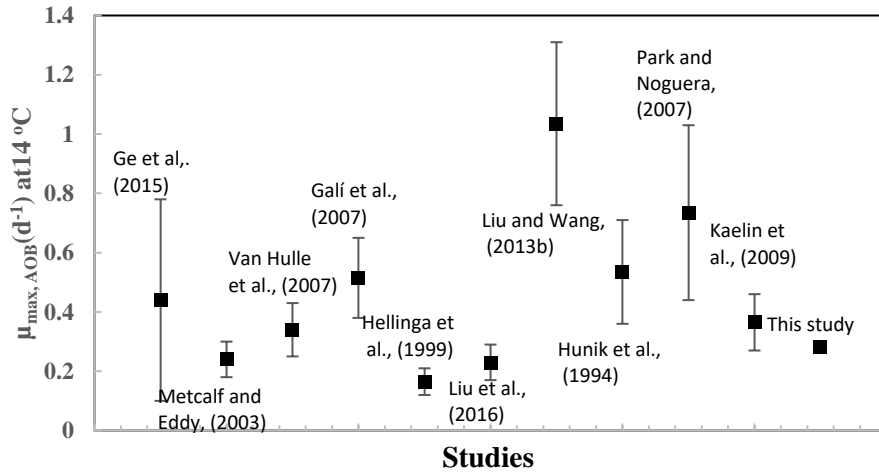 μmax, AOB(d-1) at14 oC
1.4
1.2
1
0.8
0.6
0.4
0.2
0
Ge et al,.
(2015)
Metcalf and
Eddy, (2003)
Van Hulle
et al., (2007)
Galí et al.,
(2007)
Hellinga et
al., (1999)
Liu et al.,
(2016)
Liu and Wang,
(2013b)
Hunik et al.,
(1994)
Park and
Noguera,
(2007)
Kaelin et
al., (2009)
This study
Studies